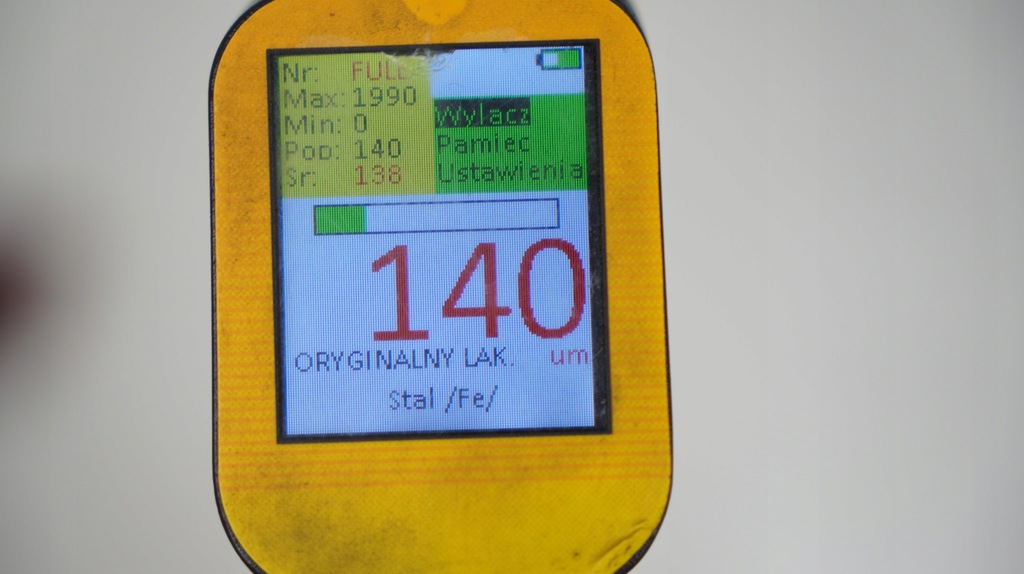 Nr: FULL
Max: 1990
Min: 0
Pop: 140
Sr: 138
Wylacz
Pamiec
Ustawienia
140
um
ORYGINALNY LAK.
Stal /Fe/